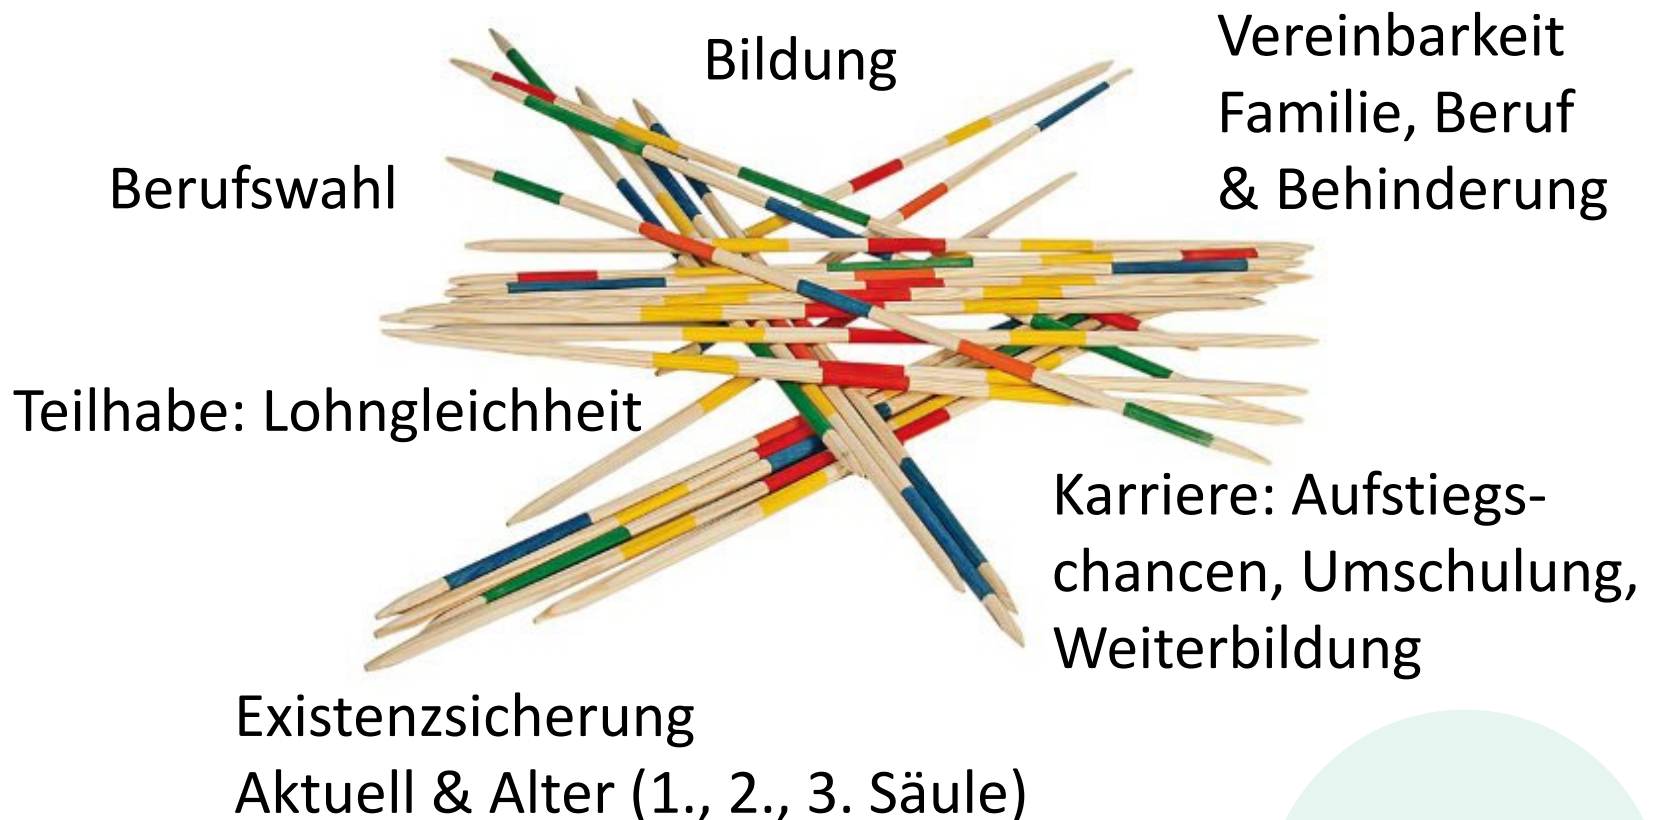 Bildung
Vereinbarkeit
Familie, Beruf
& Behinderung
Berufswahl
Teilhabe: Lohngleichheit
Karriere: Aufstiegs-
chancen, Umschulung,
Weiterbildung
Existenzsicherung
Aktuell & Alter (1., 2., 3. Säule)